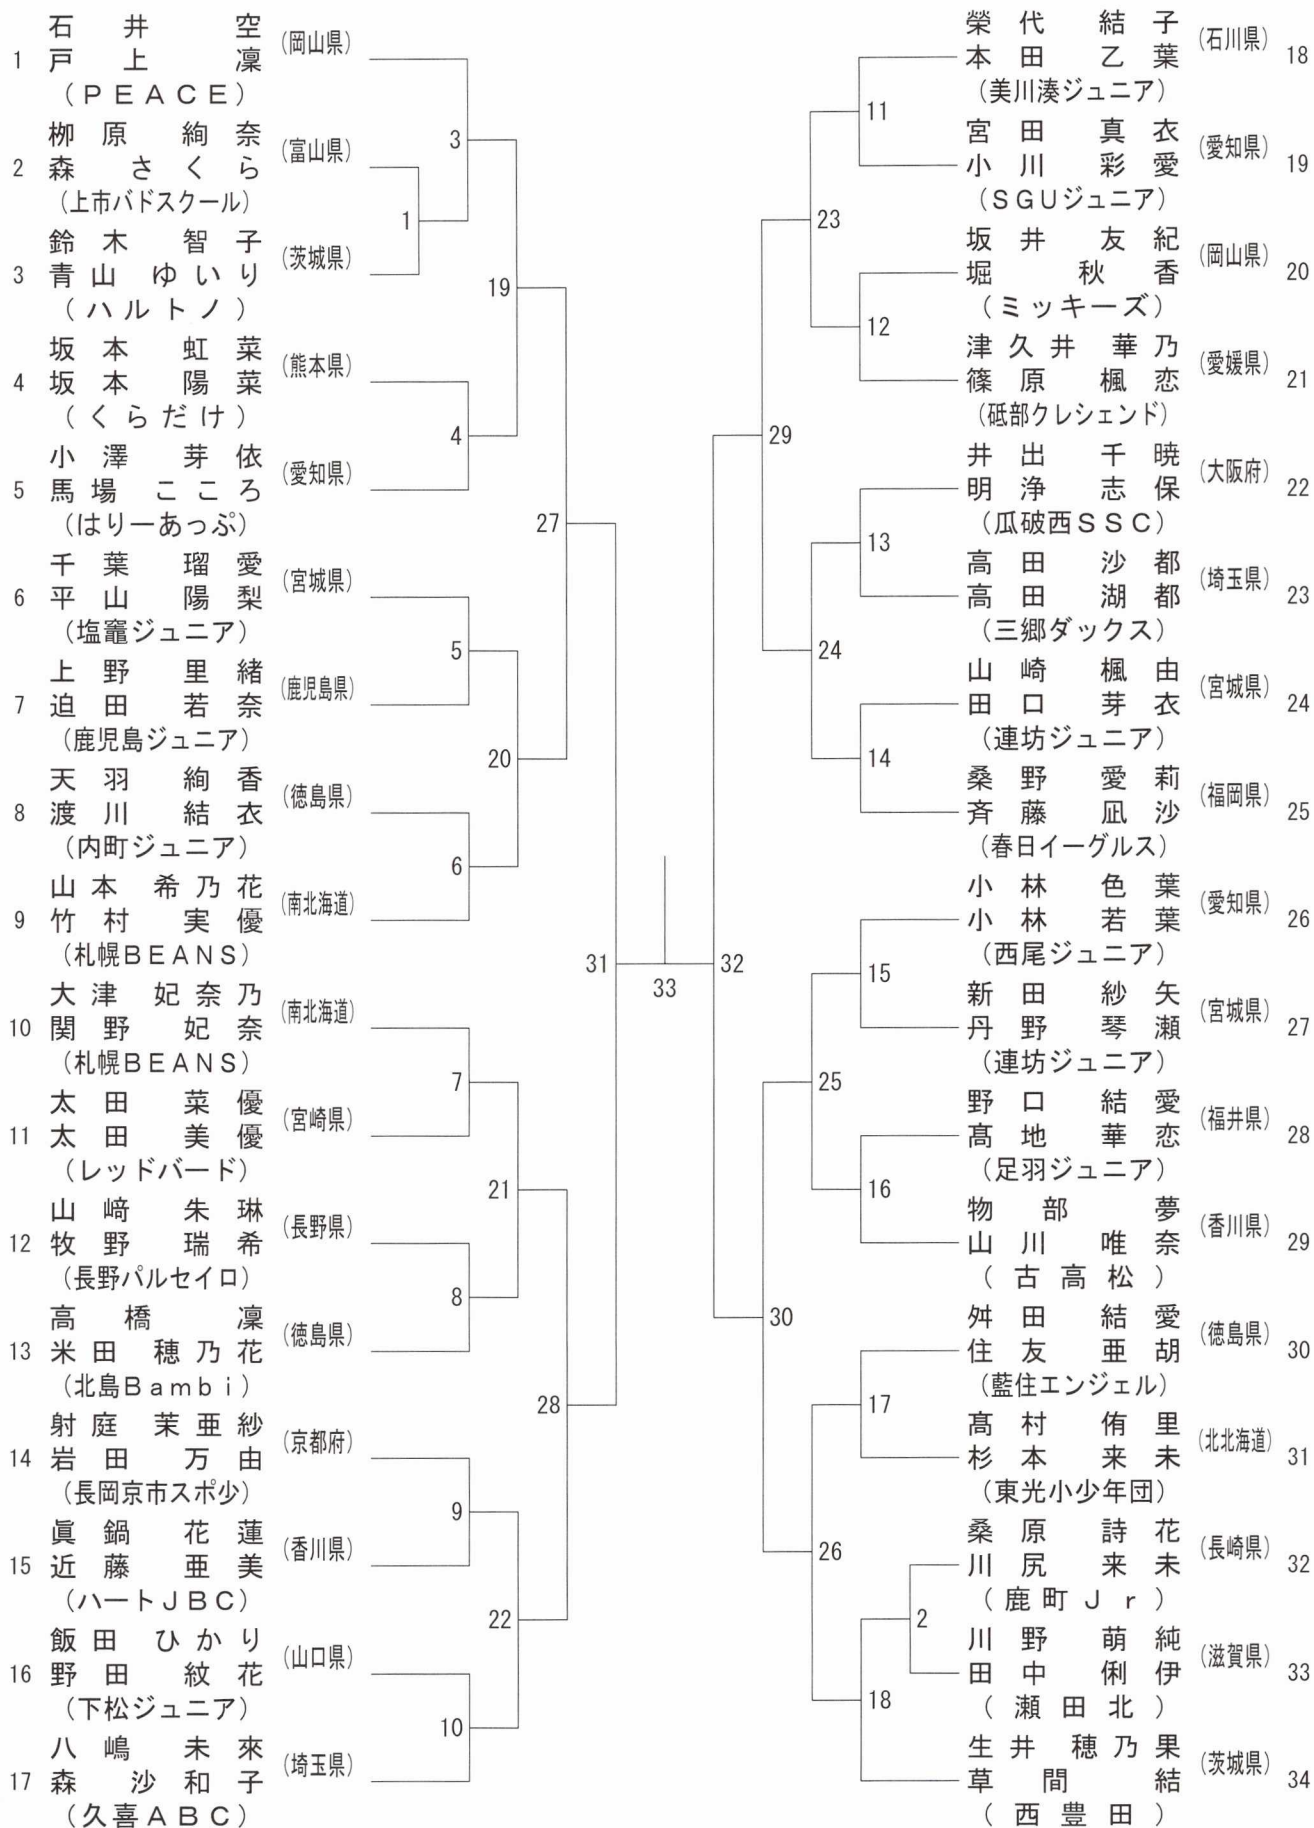 石井 空
(岡山県)
1 戸上 凜
(PEACE)
栁原 絢奈
(富山県)
2 森 さくら
(上市バドスクール)
鈴木 智子
(茨城県)
3 青山 ゆいり
(ハルトノ)
坂本 虹菜
(熊本県)
4 坂本 陽菜
(くらだけ)
小澤 芽依
(愛知県)
5 馬場 こころ
(はりーあっぷ)
千葉 瑠愛
(宮城県)
6 平山 陽梨
(塩竈ジュニア)
上野 里緒
(鹿児島県)
7 迫田 若奈
(鹿児島ジュニア)
天羽 絢香
(徳島県)
8 渡川 結衣
(内町ジュニア)
山本 希乃花
(南北海道)
9 竹村 実優
(札幌BEANS)
大津 妃奈乃
(南北海道)
10 関野 妃奈
(札幌BEANS)
太田 菜優
(宮崎県)
11 太田 美優
(レッドバード)
山﨑 朱琳
(長野県)
12 牧野 瑞希
(長野パルセイロ)
高橋 凜
(徳島県)
13 米田 穂乃花
(北島Bambi)
射庭 茉亜紗
(京都府)
14 岩田 万由
(長岡京市スポ少)
眞鍋 花蓮
(香川県)
15 近藤 亜美
(ハートJBC)
飯田 ひかり
(山口県)
16 野田 紋花
(下松ジュニア)
八嶋 未來
(埼玉県)
17 森 沙和子
(久喜ABC)
3
1
19
4
27
5
20
6
31
7
21
8
28
9
22
10
33
32
11
23
12
29
13
24
14
15
25
16
30
17
26
2
18
榮代 結子
(石川県)
本田 乙葉 18
(美川湊ジュニア)
宮田 真衣
(愛知県)
小川 彩愛 19
(SGUジュニア)
坂井 友紀
(岡山県)
堀 秋香 20
(ミッキーズ)
津久井 華乃
(愛媛県)
篠原 楓恋 21
(砥部クレシェンド)
井出 千暁
(大阪府)
明浄 志保 22
(瓜破西SSC)
高田 沙都
(埼玉県)
高田 湖都 23
(三郷ダックス)
山崎 楓由
(宮城県)
田口 芽衣 24
(連坊ジュニア)
桑野 愛莉
(福岡県)
斉藤 凪沙 25
(春日イーグルス)
小林 色葉
(愛知県)
小林 若葉 26
(西尾ジュニア)
新田 紗矢
(宮城県)
丹野 琴瀬 27
(連坊ジュニア)
野口 結愛
(福井県)
髙地 華恋 28
(足羽ジュニア)
物部 夢
(香川県)
山川 唯奈 29
(古高松)
舛田 結愛
(徳島県)
住友 亜胡 30
(藍住エンジェル)
髙村 侑里
(北北海道)
杉本 来未 31
(東光小少年団)
桑原 詩花
(長崎県)
川尻 来未 32
(鹿町Jr)
川野 萌純
(滋賀県)
田中 俐伊 33
(瀬田北)
生井 穂乃果
(茨城県)
草間 結 34
(西豊田)